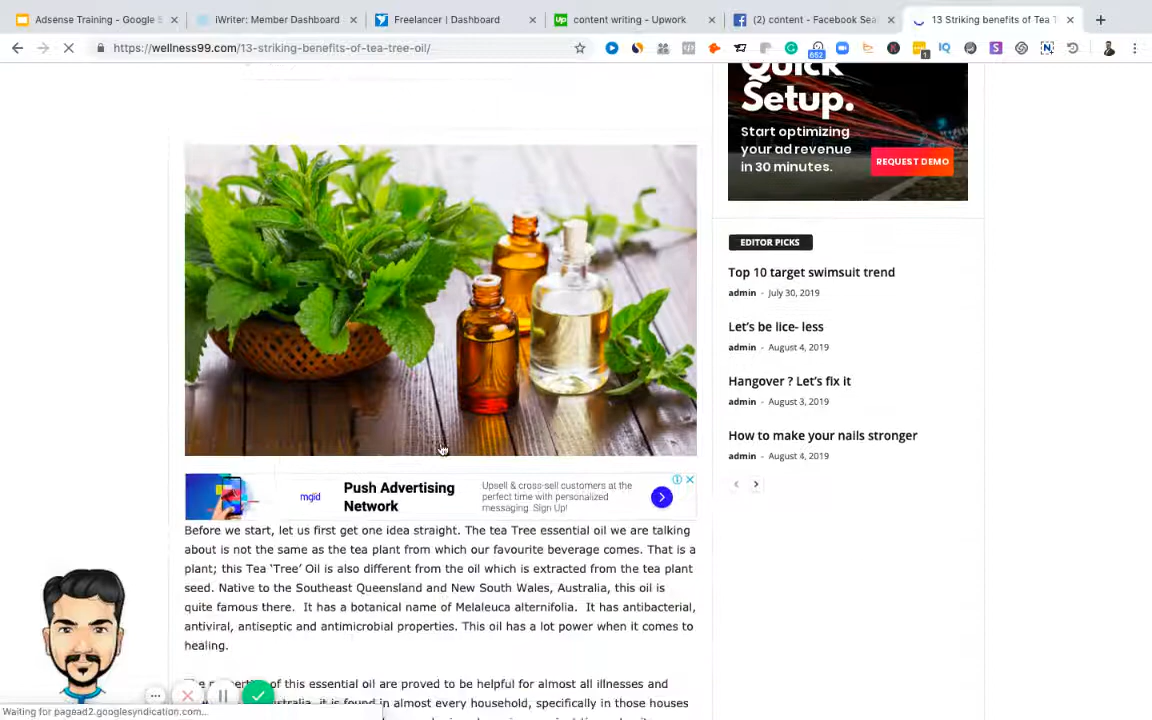 Adsense Training - Google S
iWriter: Member Dashboard
Freelancer | Dashboard
content writing - Upwork
(2) content - Facebook Sea
13 Striking benefits of Tea T
https://wellness99.com/13-striking-benefits-of-tea-tree-oil/
652
IQ
1
Quick
Setup.
Start optimizing
your ad revenue
in 30 minutes.
REQUEST DEMO
EDITOR PICKS
Top 10 target swimsuit trend
admin - July 30, 2019
Let's be lice- less
admin - August 4, 2019
Hangover ? Let's fix it
admin - August 3, 2019
How to make your nails stronger
admin - August 4, 2019
mgid
Push Advertising
Network
Upsell & cross-sell customers at the
perfect time with personalized
messaging. Sign Up!
Before we start, let us first get one idea straight. The tea Tree essential oil we are talking
about is not the same as the tea plant from which our favourite beverage comes. That is a
plant; this Tea ‘Tree’ Oil is also different from the oil which is extracted from the tea plant
seed. Native to the Southeast Queensland and New South Wales, Australia, this oil is
quite famous there. It has a botanical name of Melaleuca alternifolia. It has antibacterial,
antiviral, antiseptic and antimicrobial properties. This oil has a lot power when it comes to
healing.
of this essential oil are proved to be helpful for almost all illnesses and
it is found in almost every household, specifically in those houses
Waiting for pagead2.googlesyndication.com...